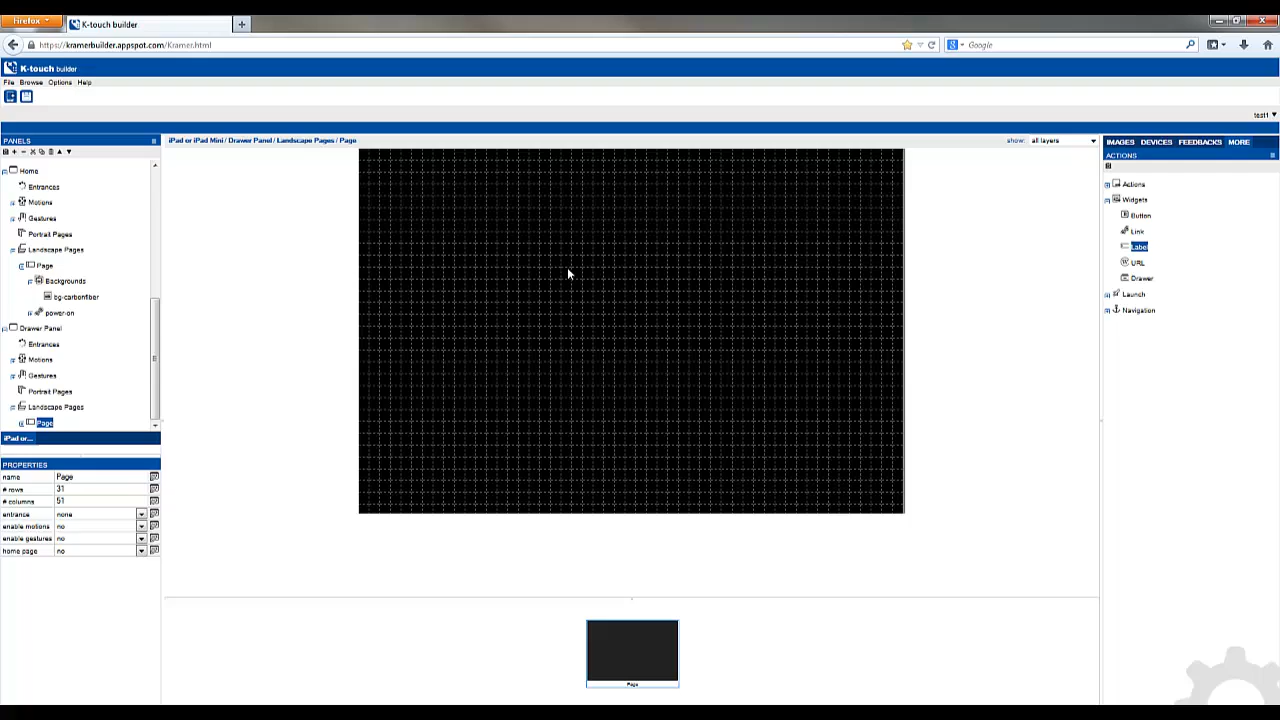 Firefox
K-touch builder
https://kramerbuilder.appspot.com/Kramer.html
Google
K-touch builder
File Browse Options Help
test1
PANELS
iPad or iPad Mini / Drawer Panel / Landscape Pages / Page
show: all layers
IMAGES DEVICES FEEDBACKS MORE
ACTIONS
Home
Entrances
Motions
Gestures
Portrait Pages
Landscape Pages
Page
Backgrounds
bg-carbonfiber
power-on
Drawer Panel
Entrances
Motions
Gestures
Portrait Pages
Landscape Pages
Page
iPad or...
PROPERTIES
name Page
# rows 31
# columns 51
entrance none
enable motions no
enable gestures no
home page no
Page
Actions
Widgets
Button
Link
Label
URL
Drawer
Launch
Navigation